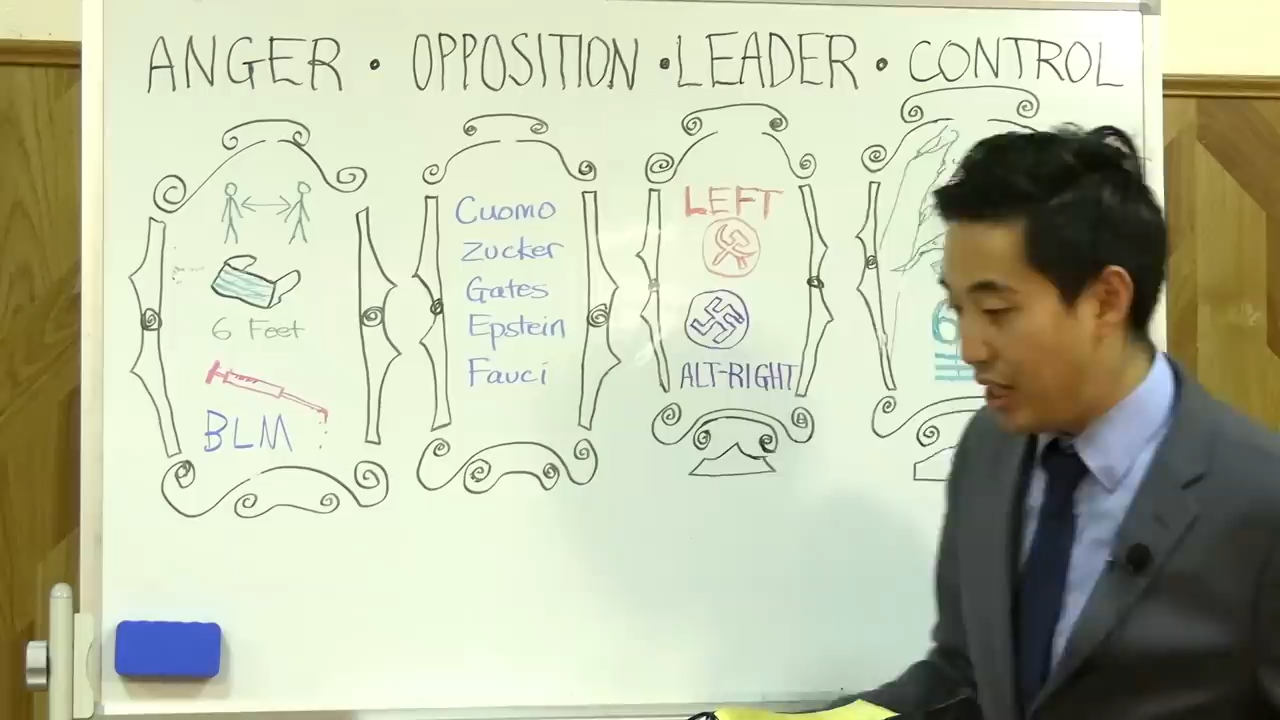 ANGER • OPPOSITION • LEADER • CONTROL
6 Feet
BLM
Cuomo
Zucker
Gates
Epstein
Fauci
LEFT
ALT-RIGHT